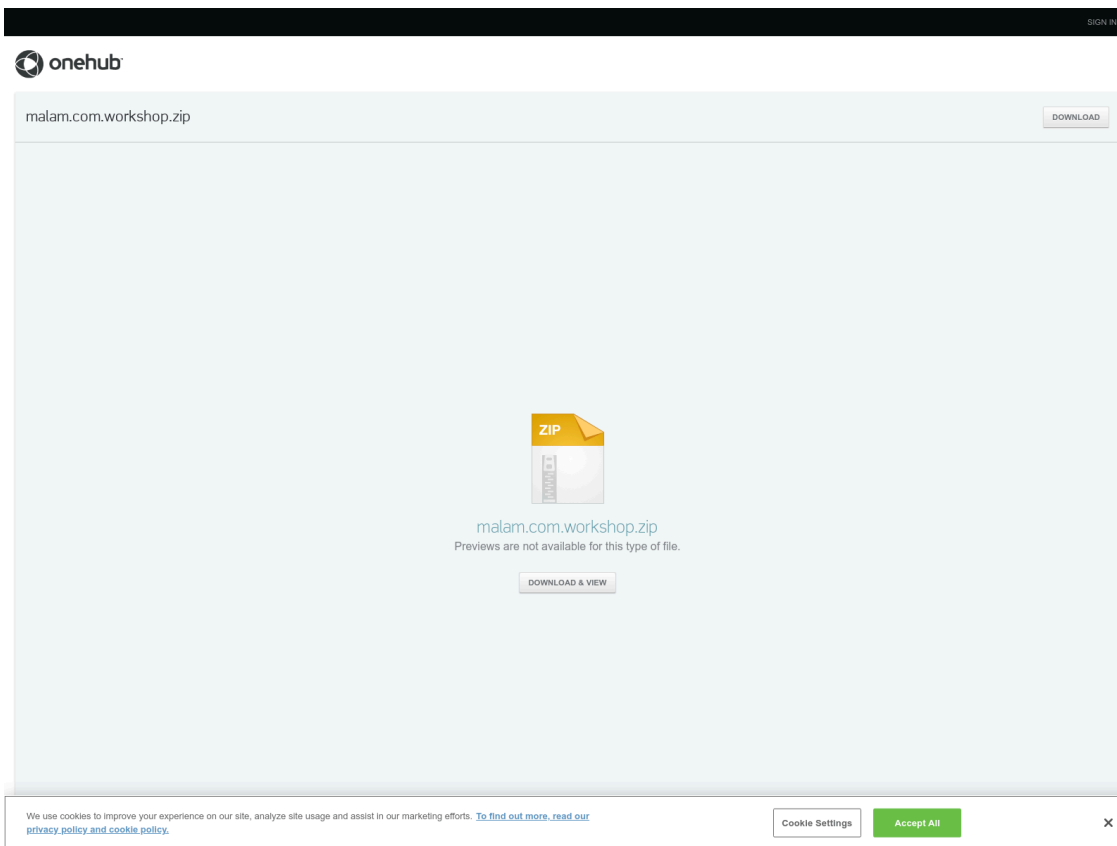 SIGN IN
onehub
malam.com.workshop.zip
DOWNLOAD
ZIP
malam.com.workshop.zip
Previews are not available for this type of file.
DOWNLOAD & VIEW
We use cookies to improve your experience on our site, analyze site usage and assist in our marketing efforts. To find out more, read our
privacy policy and cookie policy.
Cookie Settings
Accept All